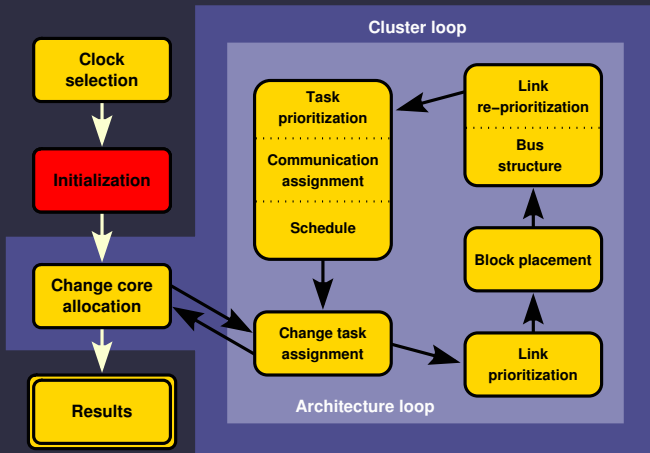 Cluster loop
Clock
selection
Initialization
Change core
allocation
Results
Task
prioritization
Communication
assignment
Schedule
Change task
assignment
Link
re-prioritization
Bus
structure
Block placement
Link
prioritization
Architecture loop